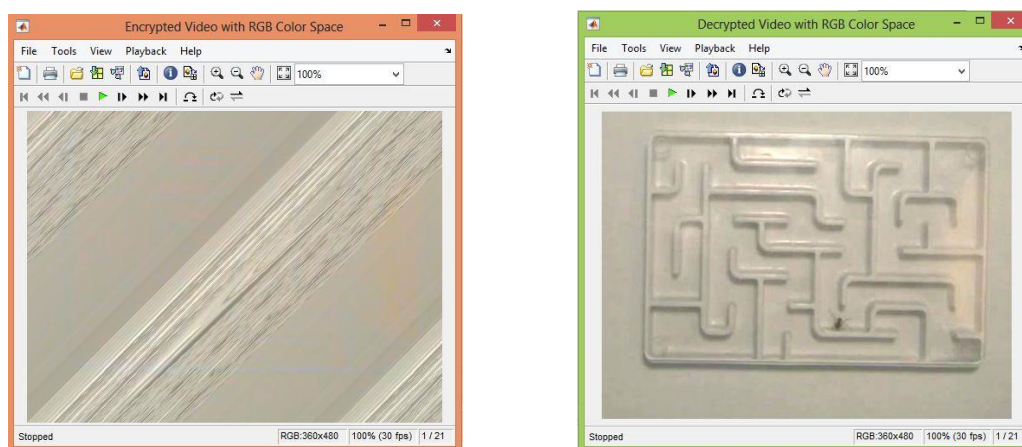 Encrypted Video with RGB Color Space
File Tools View Playback Help
100%
Stopped RGB:360x480 100% (30 fps) 1 / 21
Decrypted Video with RGB Color Space
File Tools View Playback Help
100%
Stopped RGB:360x480 100% (30 fps) 1 / 21